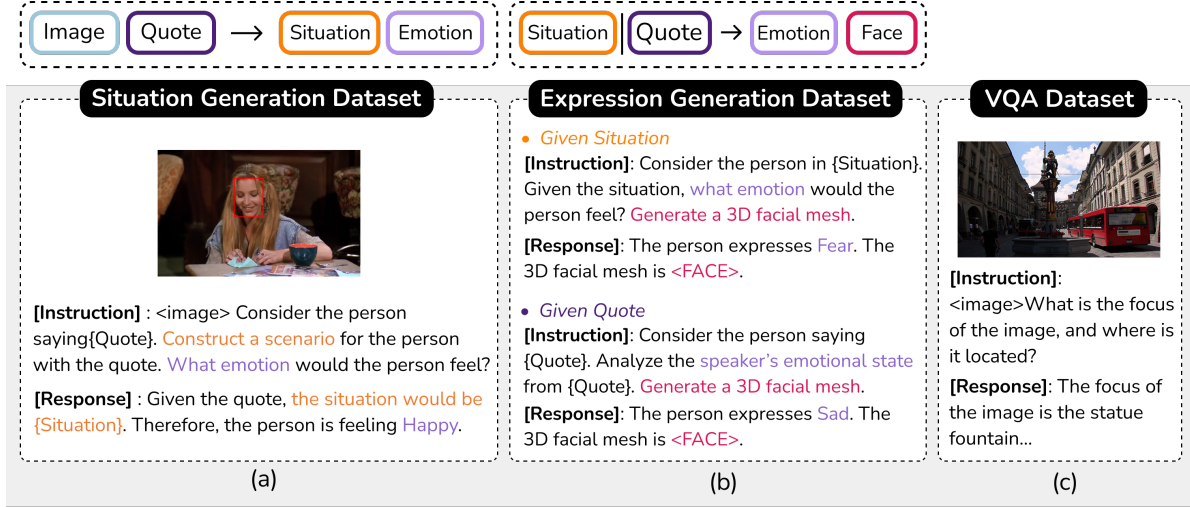 Image Quote → Situation Emotion
Situation | Quote → Emotion Face
Situation Generation Dataset
[Instruction] : <image> Consider the person
saying{Quote}. Construct a scenario for the person
with the quote. What emotion would the person feel?
[Response] : Given the quote, the situation would be
{Situation}. Therefore, the person is feeling Happy.
(a)
Expression Generation Dataset
• Given Situation
[Instruction]: Consider the person in {Situation}.
Given the situation, what emotion would the
person feel? Generate a 3D facial mesh.
[Response]: The person expresses Fear. The
3D facial mesh is <FACE>.
• Given Quote
[Instruction]: Consider the person saying
{Quote}. Analyze the speaker's emotional state
from {Quote}. Generate a 3D facial mesh.
[Response]: The person expresses Sad. The
3D facial mesh is <FACE>.
(b)
VQA Dataset
[Instruction]:
<image>What is the focus
of the image, and where is
it located?
[Response]: The focus of
the image is the statue
fountain...
(c)